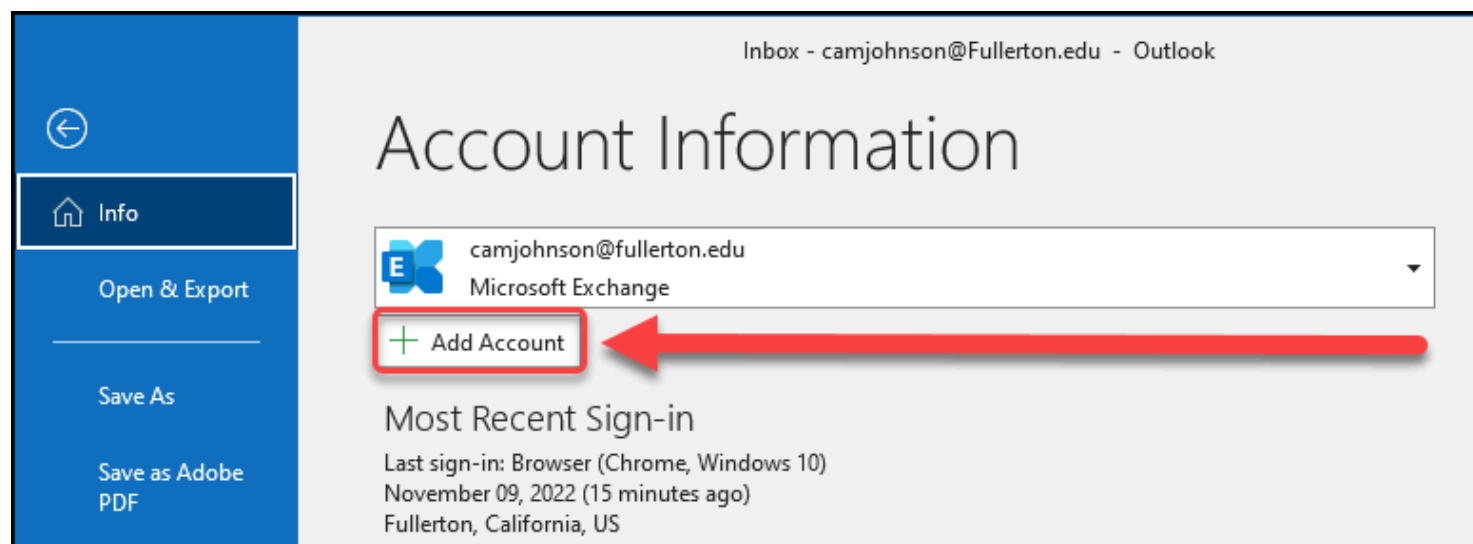 Inbox - camjohnson@Fullerton.edu - Outlook
Account Information
Info
Open & Export
Save As
Save as Adobe
PDF
E
camjohnson@fullerton.edu
Microsoft Exchange
Add Account
Most Recent Sign-in
Last sign-in: Browser (Chrome, Windows 10)
November 09, 2022 (15 minutes ago)
Fullerton, California, US